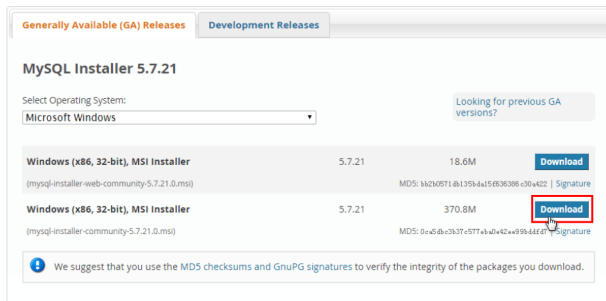 Generally Available (GA) Releases
Development Releases
MySQL Installer 5.7.21
Select Operating System:
Microsoft Windows
Looking for previous GA
versions?
Windows (x86, 32-bit), MSI Installer 5.7.21 18.6M Download
(mysql-installer-web-community-5.7.21.0.msi) MD5: | Signature
Windows (x86, 32-bit), MSI Installer 5.7.21 370.8M Download
(mysql-installer-community-5.7.21.0.msi) MD5: | Signature
We suggest that you use the MD5 checksums and GnuPG signatures to verify the integrity of the packages you download.